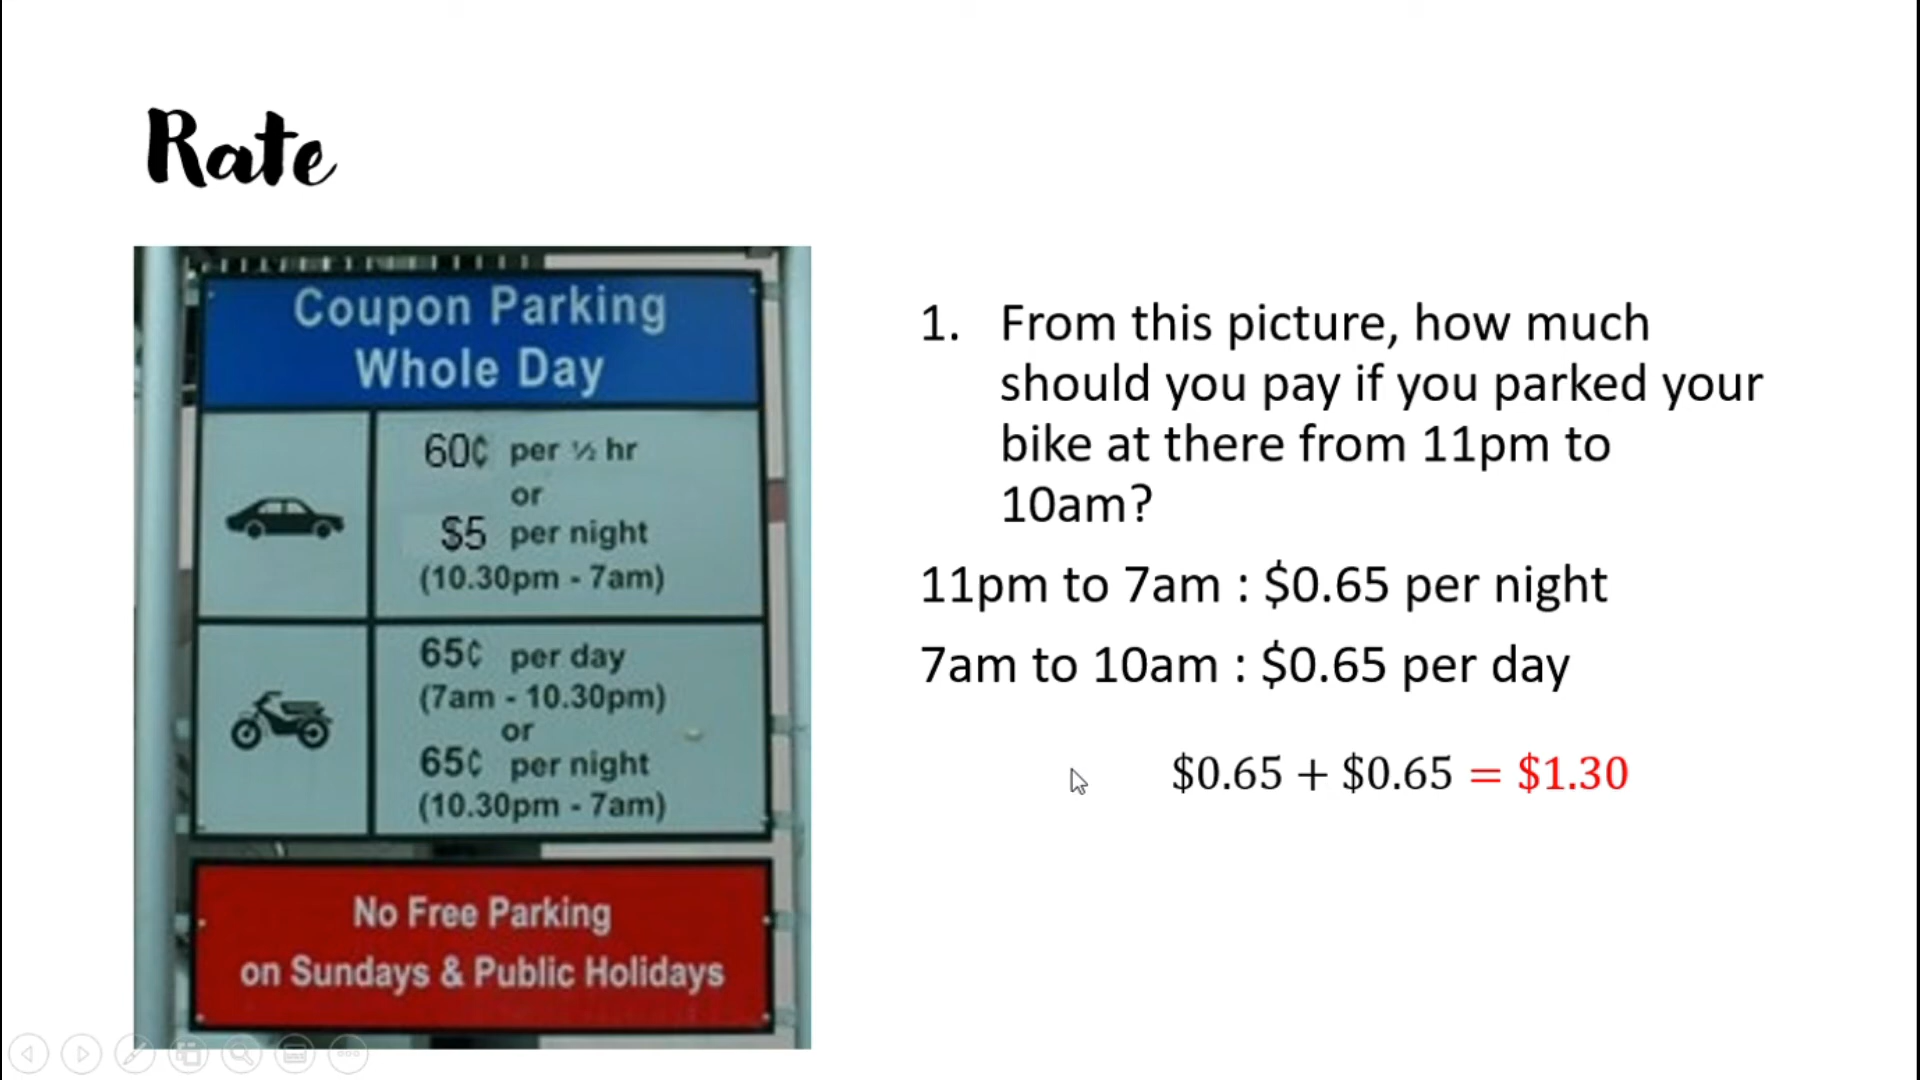 Rate
Coupon Parking
Whole Day
60¢ per ½ hr
or
$5 per night
(10.30pm - 7am)
65¢ per day
(7am - 10.30pm)
or
65¢ per night
(10.30pm - 7am)
No Free Parking
on Sundays & Public Holidays
1. From this picture, how much
should you pay if you parked your
bike at there from 11pm to
10am?
11pm to 7am : $0.65 per night
7am to 10am : $0.65 per day
$0.65 + $0.65 = $1.30